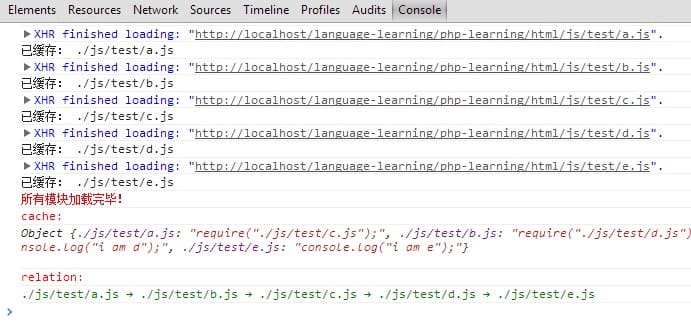 Elements Resources Network Sources Timeline Profiles Audits Console
▶XHR finished loading: "http://localhost/language-learning/php-learning/html/js/test/a.js".
已缓存: ./js/test/a.js
▶XHR finished loading: "http://localhost/language-learning/php-learning/html/js/test/b.js".
已缓存: ./js/test/b.js
▶XHR finished loading: "http://localhost/language-learning/php-learning/html/js/test/c.js".
已缓存: ./js/test/c.js
▶XHR finished loading: "http://localhost/language-learning/php-learning/html/js/test/d.js".
已缓存: ./js/test/d.js
▶XHR finished loading: "http://localhost/language-learning/php-learning/html/js/test/e.js".
已缓存: ./js/test/e.js
所有模块加载完毕!
cache:
Object {./js/test/a.js: "require("./js/test/c.js");", ./js/test/b.js: "require("./js/test/d.js")
nsole.log("i am d");", ./js/test/e.js: "console.log("i am e");"}
relation:
./js/test/a.js → ./js/test/b.js → ./js/test/c.js → ./js/test/d.js → ./js/test/e.js
>